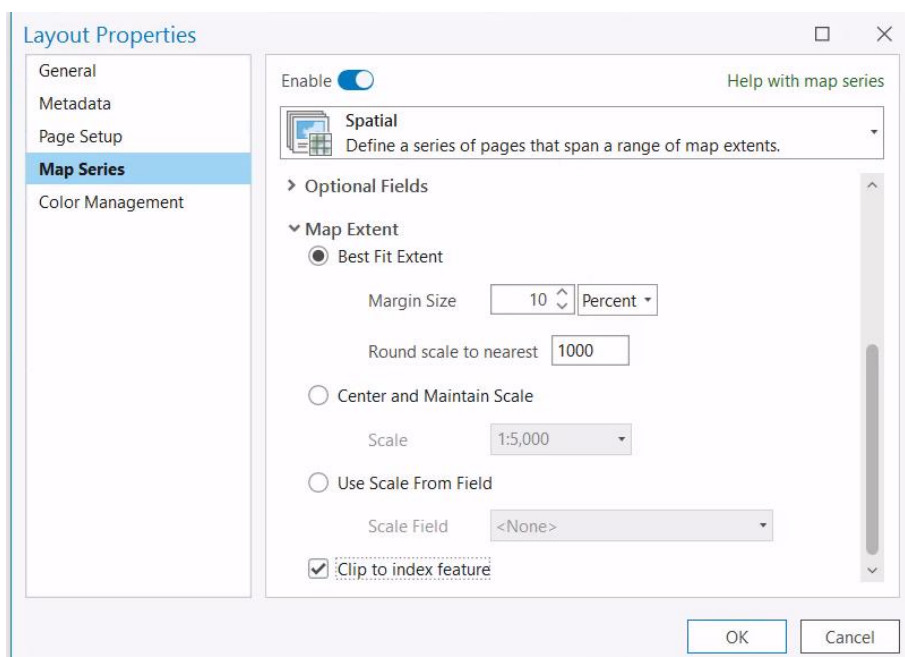 Layout Properties
General
Metadata
Page Setup
Map Series
Color Management
Enable
Help with map series
Spatial
Define a series of pages that span a range of map extents.
Optional Fields
Map Extent
Best Fit Extent
Margin Size 10 Percent
Round scale to nearest 1000
Center and Maintain Scale
Scale 1:5,000
Use Scale From Field
Scale Field <None>
Clip to index feature
OK Cancel